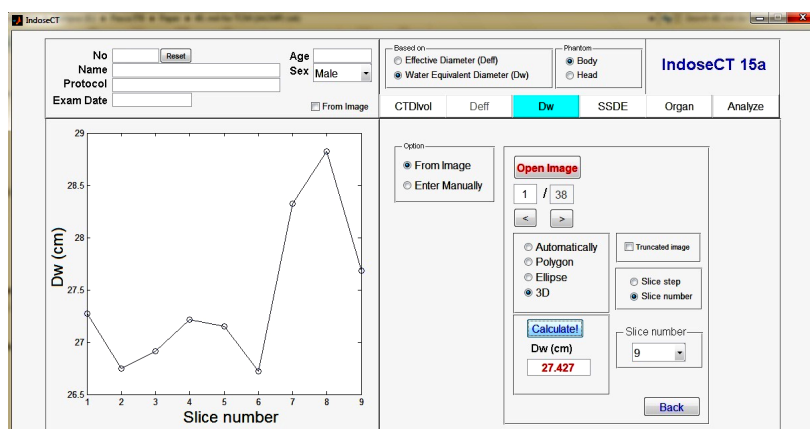 IndoseCT
No
Reset
Age
Name
Sex Male
Protocol
Exam Date
From Image
Based on
Effective Diameter (Deff)
Water Equivalent Diameter (Dw)
Phantom
Body
Head
IndoseCT 15a
CTDIvol Deff Dw SSDE Organ Analyze
29
28.5
28
27.5
27
26.5
Dw (cm)
1 2 3 4 5 6 7 8 9
Slice number
Option
From Image
Enter Manually
Open Image
1 / 38
< >
Automatically
Polygon
Ellipse
3D
Truncated image
Slice step
Slice number
Calculate!
Dw (cm)
27.427
Slice number
9
Back